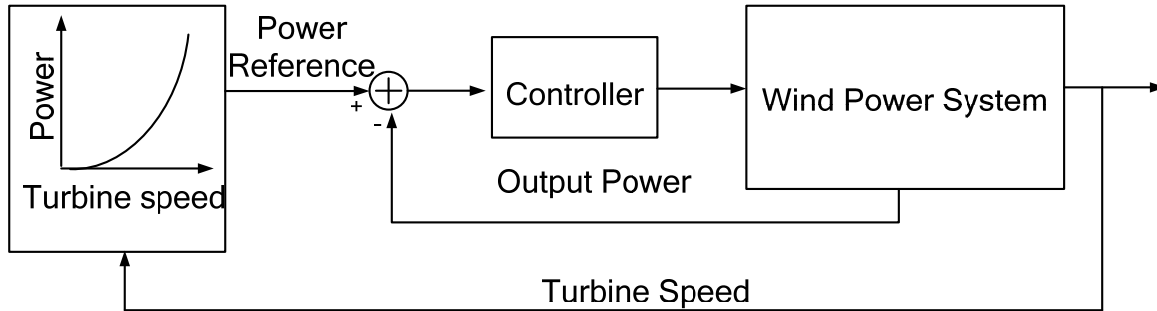 Power
Turbine speed
Power
Reference
+
-
Controller
Wind Power System
Output Power
Turbine Speed